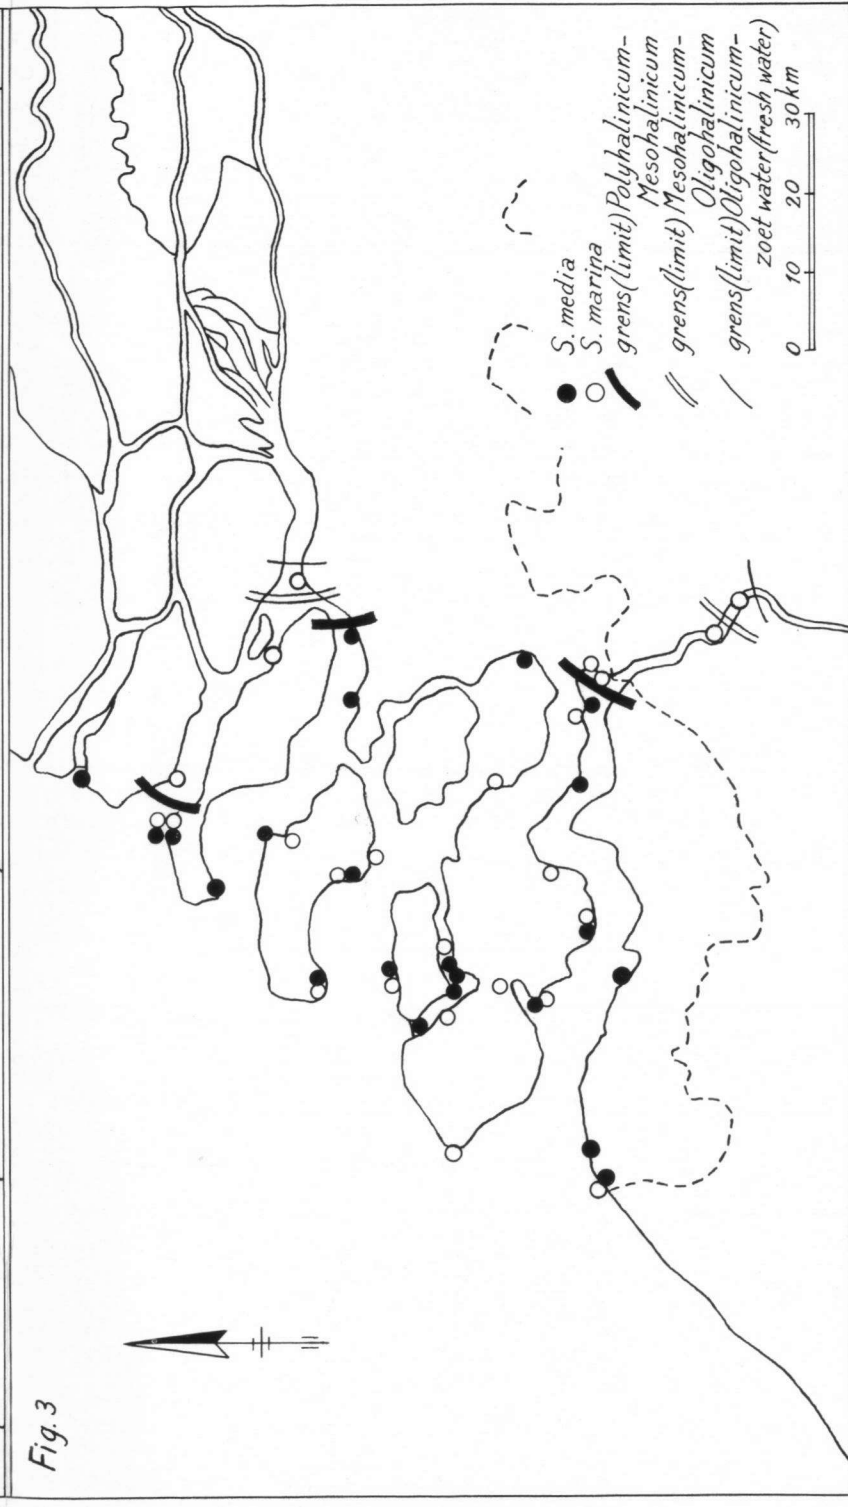 Fig. 3
S. media
S. marina
grens(limit) Polyhalinicum-
Mesohalinicum
grens(limit) Mesohalinicum-
Oligohalinicum
grens(limit) Oligohalinicum-
zoet water(fresh water)
0 10 20 30 km